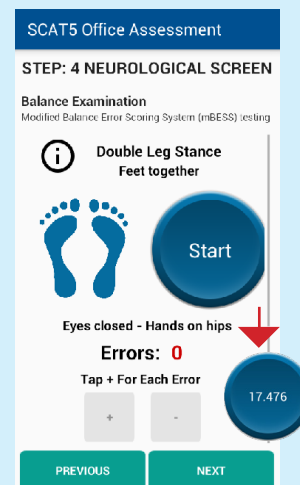 SCAT5 Office Assessment
STEP: 4 NEUROLOGICAL SCREEN
Balance Examination
Modified Balance Error Scoring System (mBESS) testing
i
Double Leg Stance
Feet together
Start
Eyes closed - Hands on hips
Errors: 0
Tap + For Each Error
17.476
+ -
PREVIOUS NEXT